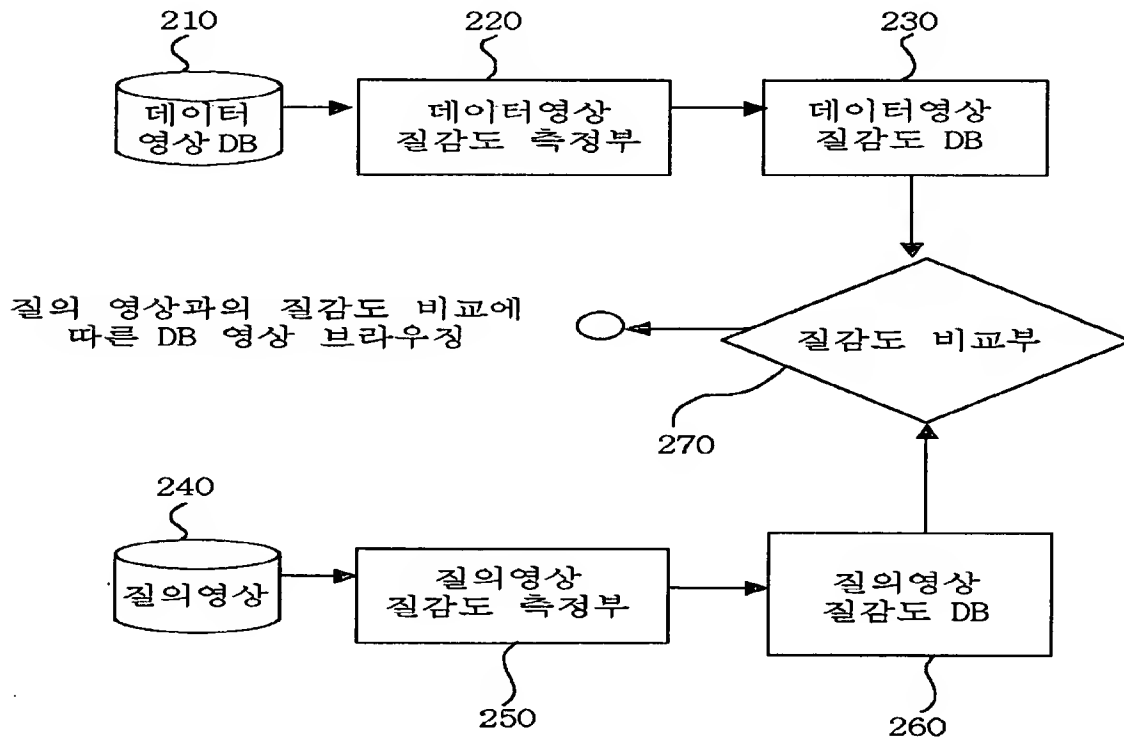 210
220
230
데이터
영상 DB
데이터영상
질감도 측정부
데이터영상
질감도 DB
질의 영상과의 질감도 비교에
따른 DB 영상 브라우징
질감도 비교부
270
240
질의영상
질의영상
질감도 측정부
질의영상
질감도 DB
250
260